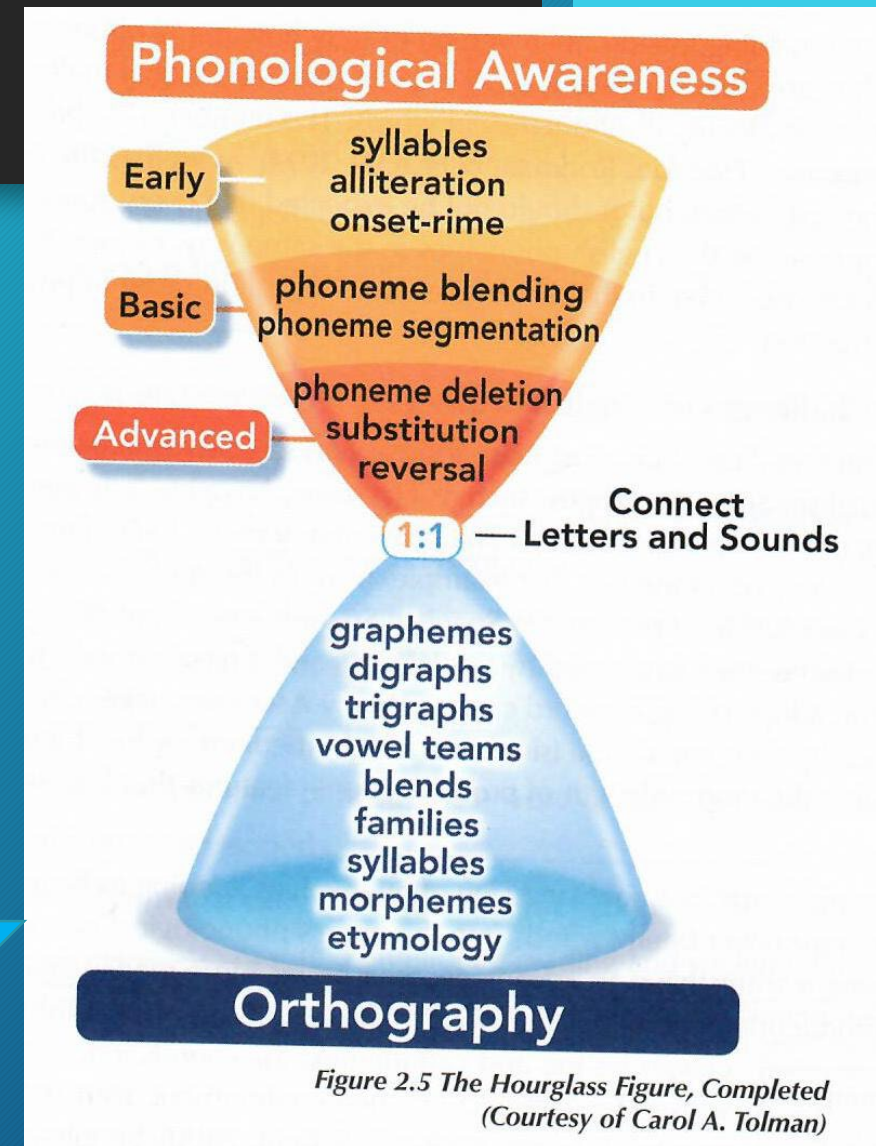 Phonological Awareness
Early
syllables
alliteration
onset-rime
Basic
phoneme blending
phoneme segmentation
Advanced
phoneme deletion
substitution
reversal
1:1
Connect
Letters and Sounds
graphemes
digraphs
trigraphs
vowel teams
blends
families
syllables
morphemes
etymology
Orthography
Figure 2.5 The Hourglass Figure, Completed
(Courtesy of Carol A. Tolman)